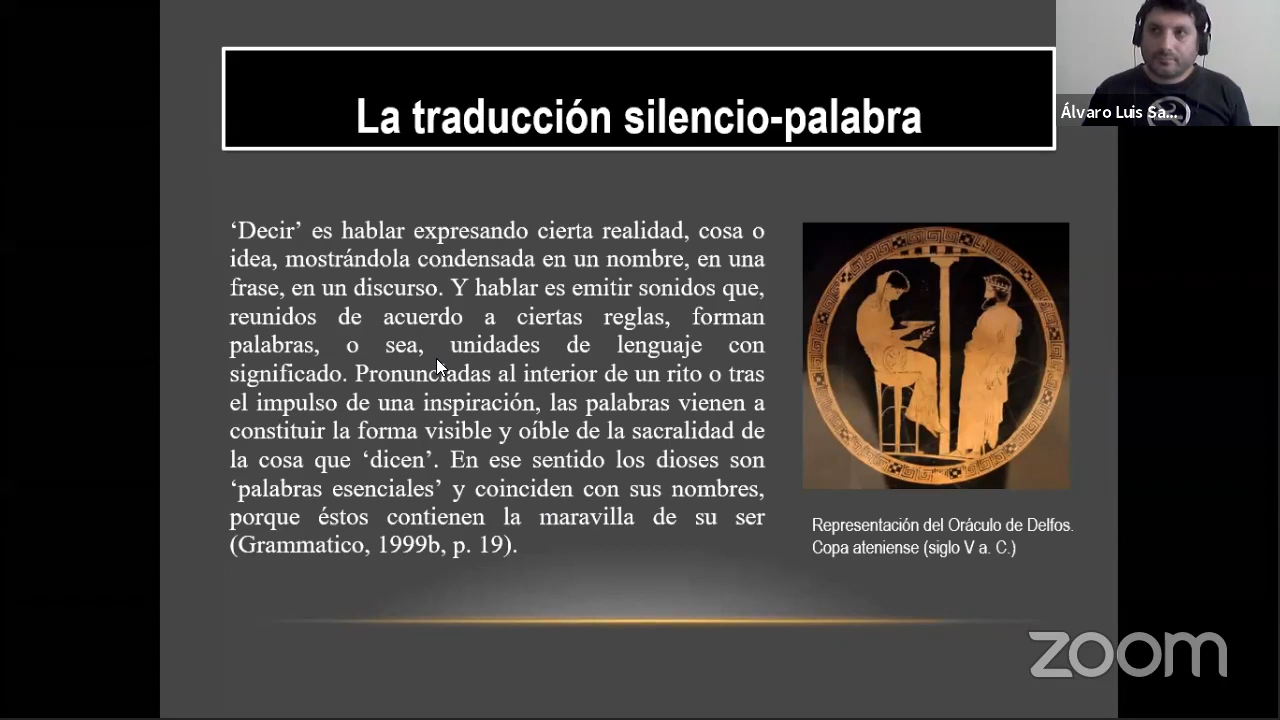 La traducción silencio-palabra
Álvaro Luis Sa...
‘Decir’ es hablar expresando cierta realidad, cosa o
idea, mostrándola condensada en un nombre, en una
frase, en un discurso. Y hablar es emitir sonidos que,
reunidos de acuerdo a ciertas reglas, forman
palabras, o sea, unidades de lenguaje con
significado. Pronunciadas al interior de un rito o tras
el impulso de una inspiración, las palabras vienen a
constituir la forma visible y oíble de la sacralidad de
la cosa que ‘dicen’. En ese sentido los dioses son
‘palabras esenciales’ y coinciden con sus nombres,
porque éstos contienen la maravilla de su ser
(Grammatico, 1999b, p. 19).
Representación del Oráculo de Delfos.
Copa ateniense (siglo V a. C.)
zoom